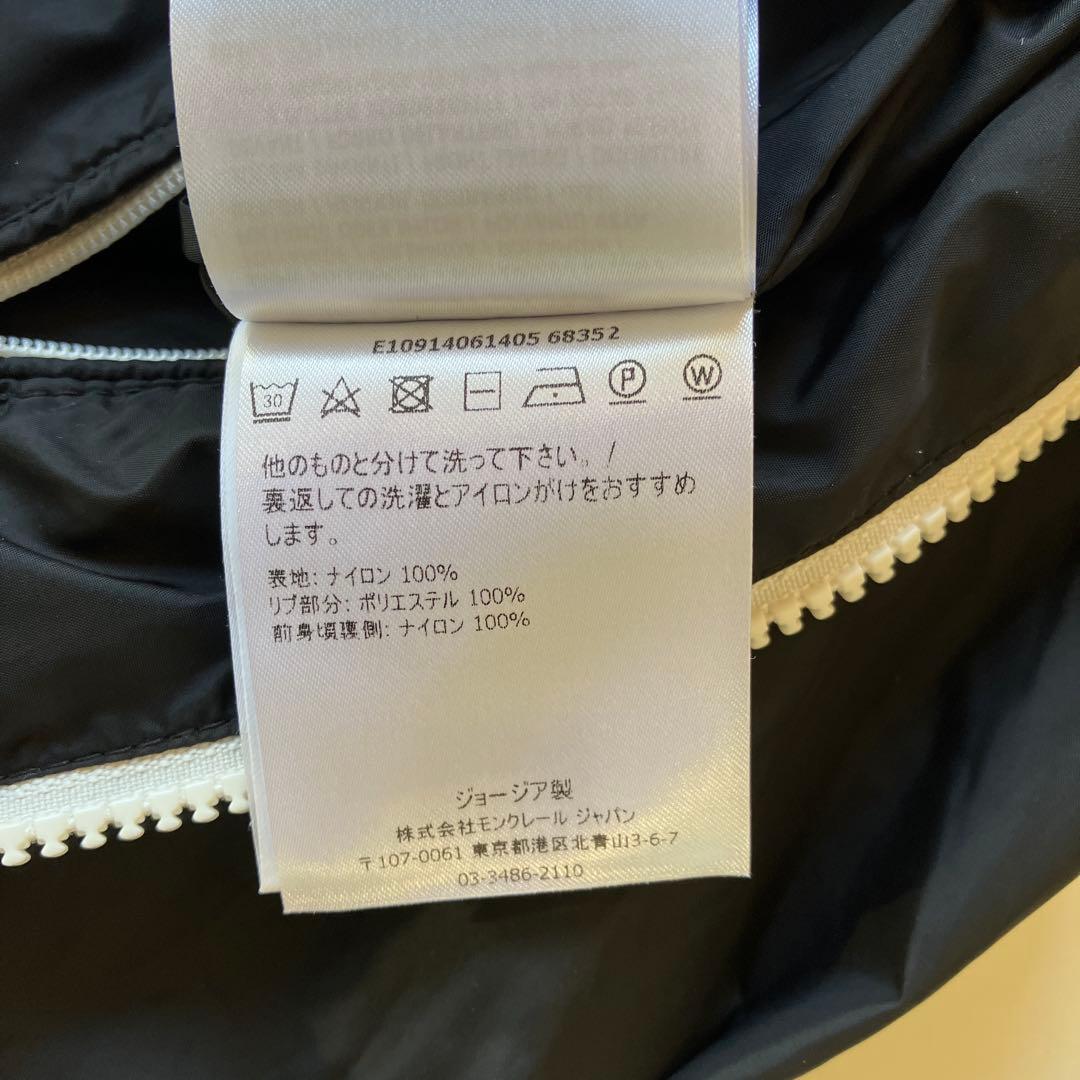 E10914061405 68352
30
P
W
他のものと分けて洗って下さい。/
裏返しての洗濯とアイロンがけをおすすめ
します。
表地: ナイロン 100%
リブ部分: ポリエステル 100%
前身頃裏側: ナイロン 100%
ジョージア製
株式会社モンクレール ジャパン
〒107-0061 東京都港区北青山3-6-7
03-3486-2110